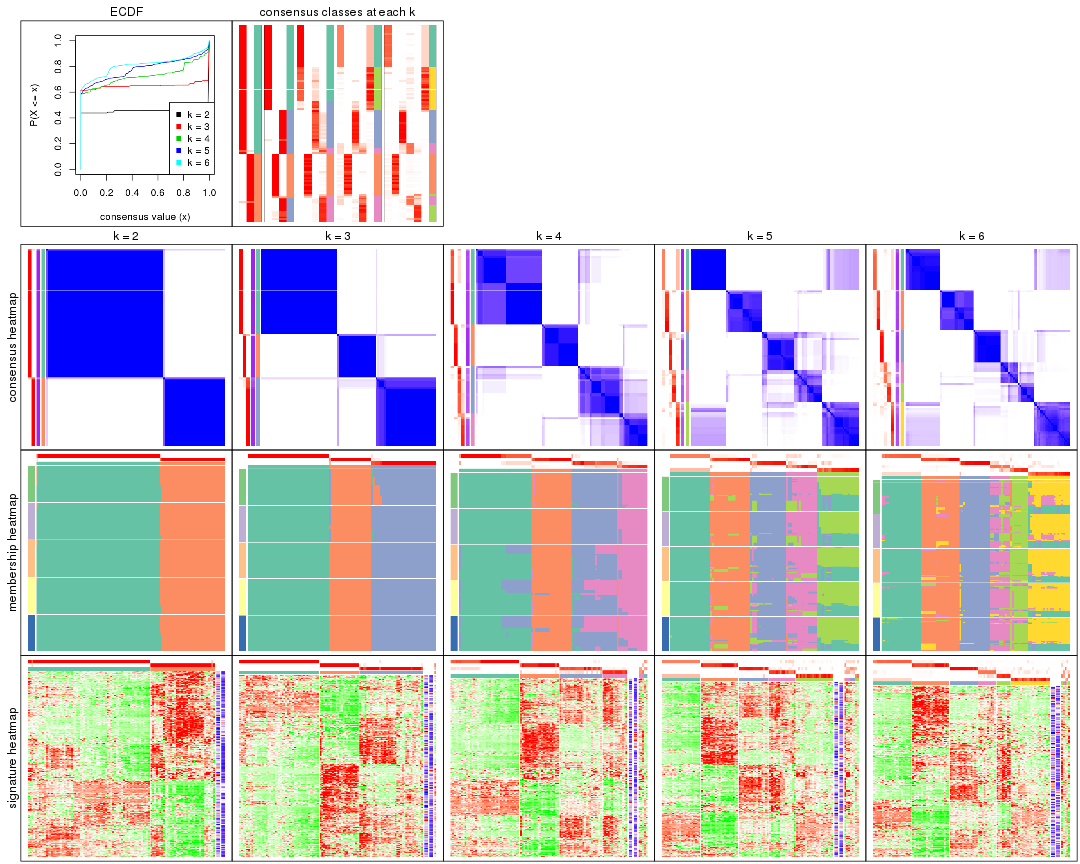 ECDF
consensus classes at each k
P(X <= x)
0.0
0.2
0.4
0.6
0.8
1.0
k = 2
k = 3
k = 4
k = 5
k = 6
0.0 0.2 0.4 0.6 0.8 1.0
consensus value (x)
k = 2
k = 3
k = 4
k = 5
k = 6
consensus heatmap
membership heatmap
signature heatmap